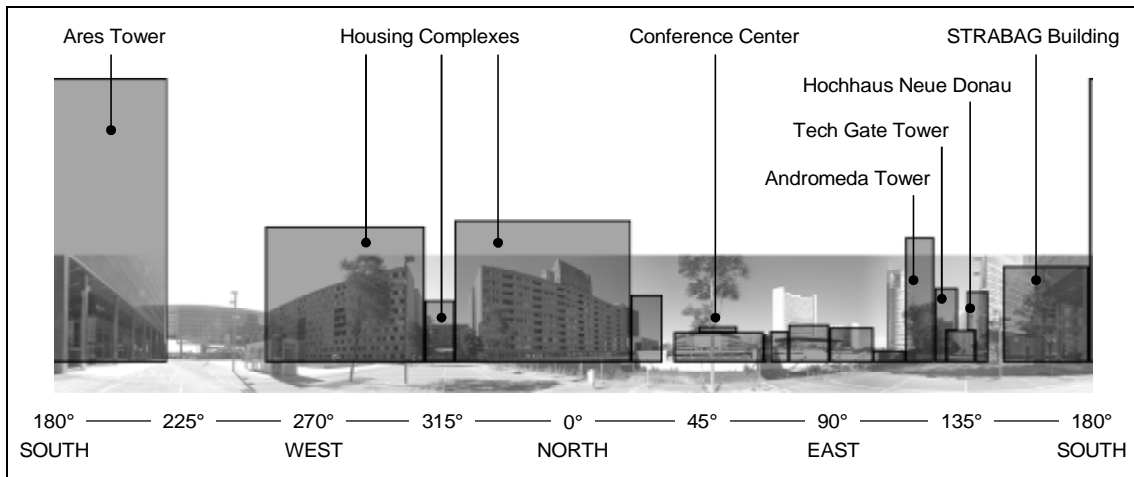 Ares Tower
Housing Complexes
Conference Center
STRABAG Building
Hochhaus Neue Donau
Tech Gate Tower
Andromeda Tower
180° 225° 270° 315° 0° 45° 90° 135° 180°
SOUTH WEST NORTH EAST SOUTH